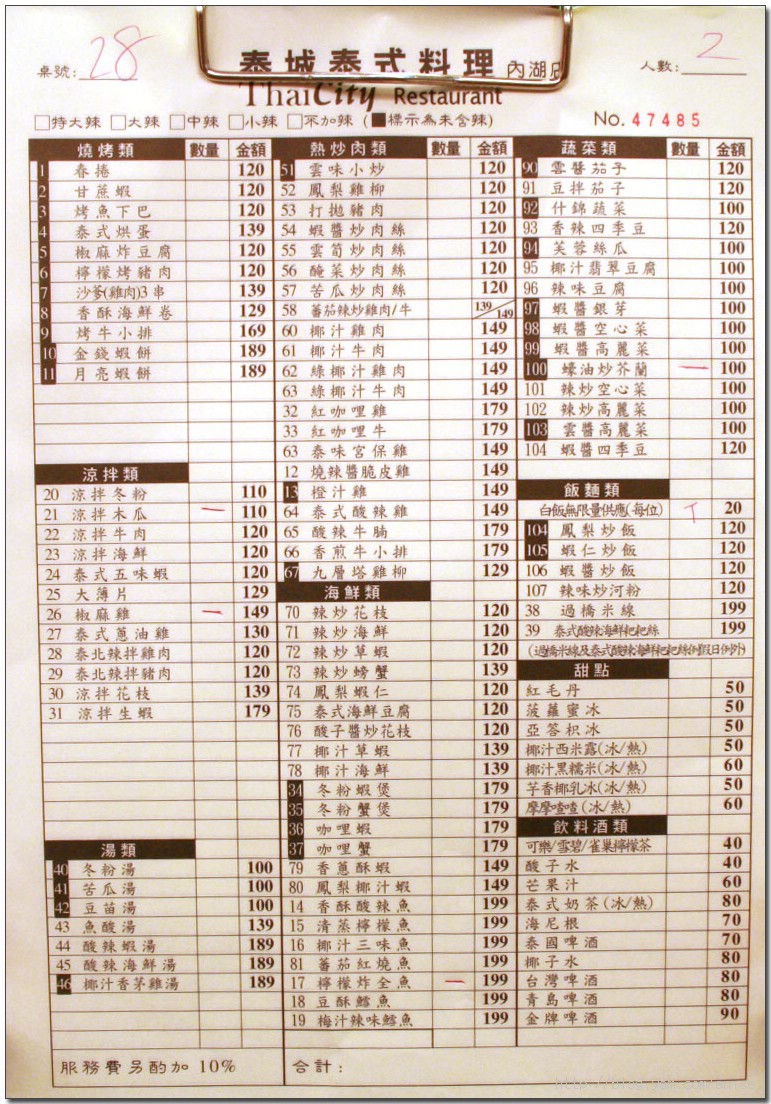 桌號: 28
泰城泰式料理 內湖店
人數: 2
ThaiCity Restaurant
□特大辣 □大辣 □中辣 □小辣 □不加辣 (■標示為未含辣)
No. 47485
燒烤類 數量 金額
1 春捲 120
2 甘蔗蝦 120
3 烤魚下巴 120
4 泰式烘蛋 139
5 椒麻炸豆腐 120
6 檸檬烤豬肉 120
7 沙爹(雞肉)3串 139
8 香酥海鮮卷 129
9 烤牛小排 169
10 金錢蝦餅 189
11 月亮蝦餅 189
涼拌類
20 涼拌冬粉 110
21 涼拌木瓜 一 110
22 涼拌牛肉 120
23 涼拌海鮮 120
24 泰式五味蝦 120
25 大薄片 129
26 椒麻雞 一 149
27 泰式蔥油雞 130
28 泰北辣拌雞肉 120
29 泰北辣拌豬肉 120
30 涼拌花枝 139
31 涼拌生蝦 179
湯類
40 冬粉湯 100
41 苦瓜湯 100
42 豆苗湯 100
43 魚酸湯 139
44 酸辣蝦湯 189
45 酸辣海鮮湯 189
46 椰汁香茅雞湯 189
服務費另酌加 10%
熱炒肉類 數量 金額
51 雲味小炒 120
52 鳳梨雞柳 120
53 打拋豬肉 120
54 蝦醬炒肉絲 120
55 雲筍炒肉絲 120
56 醃菜炒肉絲 120
57 苦瓜炒肉絲 120
58 蕃茄辣炒雞肉/牛 139/149
60 椰汁雞肉 149
61 椰汁牛肉 149
62 綠椰汁雞肉 149
63 綠椰汁牛肉 149
32 紅咖哩雞 179
33 紅咖哩牛 179
63 泰味宮保雞 149
12 燒辣醬脆皮雞 149
13 橙汁雞 149
64 泰式酸辣雞 149
65 酸辣牛腩 179
66 香煎牛小排 179
67 九層塔雞柳 129
海鮮類
70 辣炒花枝 120
71 辣炒海鮮 120
72 辣炒草蝦 120
73 辣炒螃蟹 139
74 鳳梨蝦仁 120
75 泰式海鮮豆腐 120
76 酸子醬炒花枝 120
77 椰汁草蝦 139
78 椰汁海鮮 139
34 冬粉蝦煲 179
35 冬粉蟹煲 179
36 咖哩蝦 179
37 咖哩蟹 179
79 香蔥酥蝦 149
80 鳳梨椰汁蝦 149
14 香酥酸辣魚 199
15 清蒸檸檬魚 199
16 椰汁三味魚 199
81 蕃茄紅燒魚 199
17 檸檬炸全魚 一 199
18 豆酥鱈魚 199
19 梅汁辣味鱈魚 199
合計:
蔬菜類 數量 金額
90 雲醬茄子 120
91 豆拌茄子 120
92 什錦蔬菜 100
93 香辣四季豆 120
94 芙蓉絲瓜 100
95 椰汁翡翠豆腐 100
96 辣味豆腐 100
97 蝦醬銀芽 100
98 蝦醬空心菜 100
99 蝦醬高麗菜 100
100 蠔油炒芥蘭 一 100
101 辣炒空心菜 100
102 辣炒高麗菜 100
103 雲醬高麗菜 100
104 蝦醬四季豆 120
飯麵類
白飯無限量供應(每位) 20
104 鳳梨炒飯 120
105 蝦仁炒飯 120
106 蝦醬炒飯 120
107 辣味炒河粉 120
38 過橋米線 199
39 泰式酸辣海鮮粑粑絲 199
(過橋米線及泰式酸辣海鮮粑粑絲例假日例外)
甜點
紅毛丹 50
菠蘿蜜冰 50
亞答枳冰 50
椰汁西米露(冰/熱) 50
椰汁黑糯米(冰/熱) 60
芋香椰乳冰(冰/熱) 50
摩摩喳喳(冰/熱) 60
飲料酒類
可樂/雪碧/雀巢檸檬茶 40
酸子水 40
芒果汁 60
泰式奶茶(冰/熱) 80
海尼根 70
泰國啤酒 70
椰子水 80
台灣啤酒 80
青島啤酒 80
金牌啤酒 90